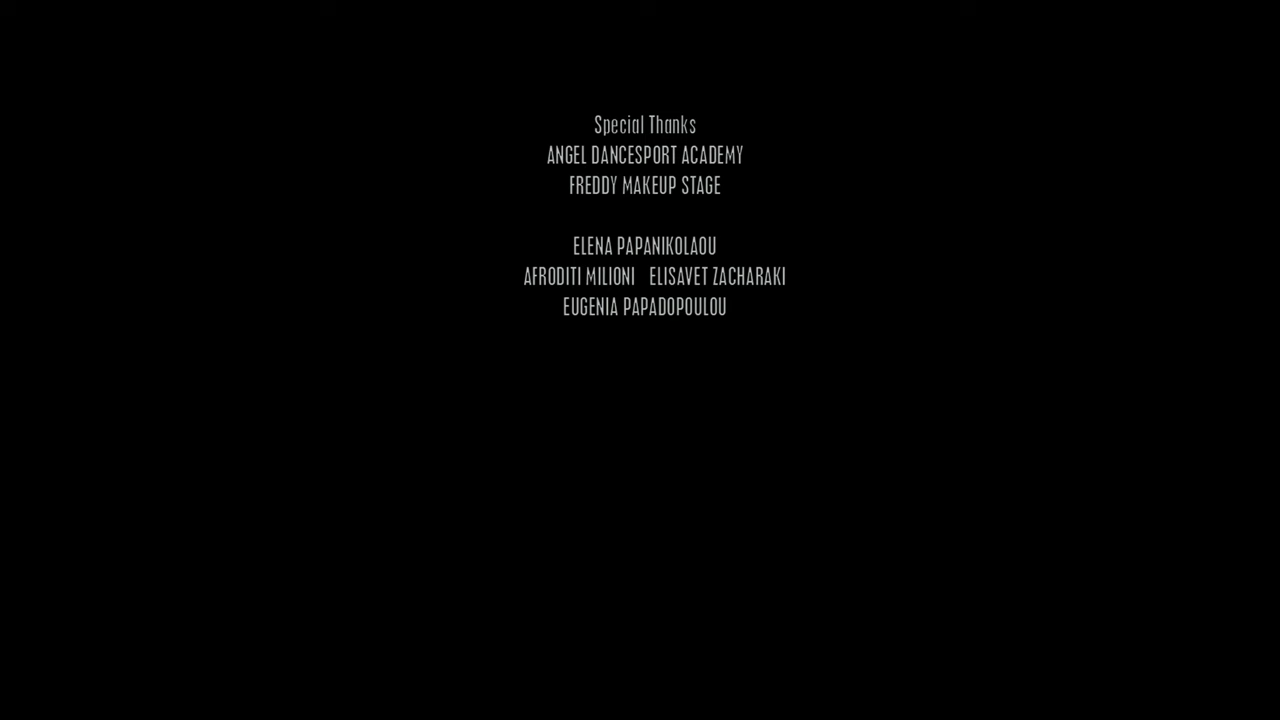 Special Thanks
ANGEL DANCESPORT ACADEMY
FREDDY MAKEUP STAGE
ELENA PAPANIKOLAOU
AFRODITI MILIONI ELISAVET ZACHARAKI
EUGENIA PAPADOPOULOU